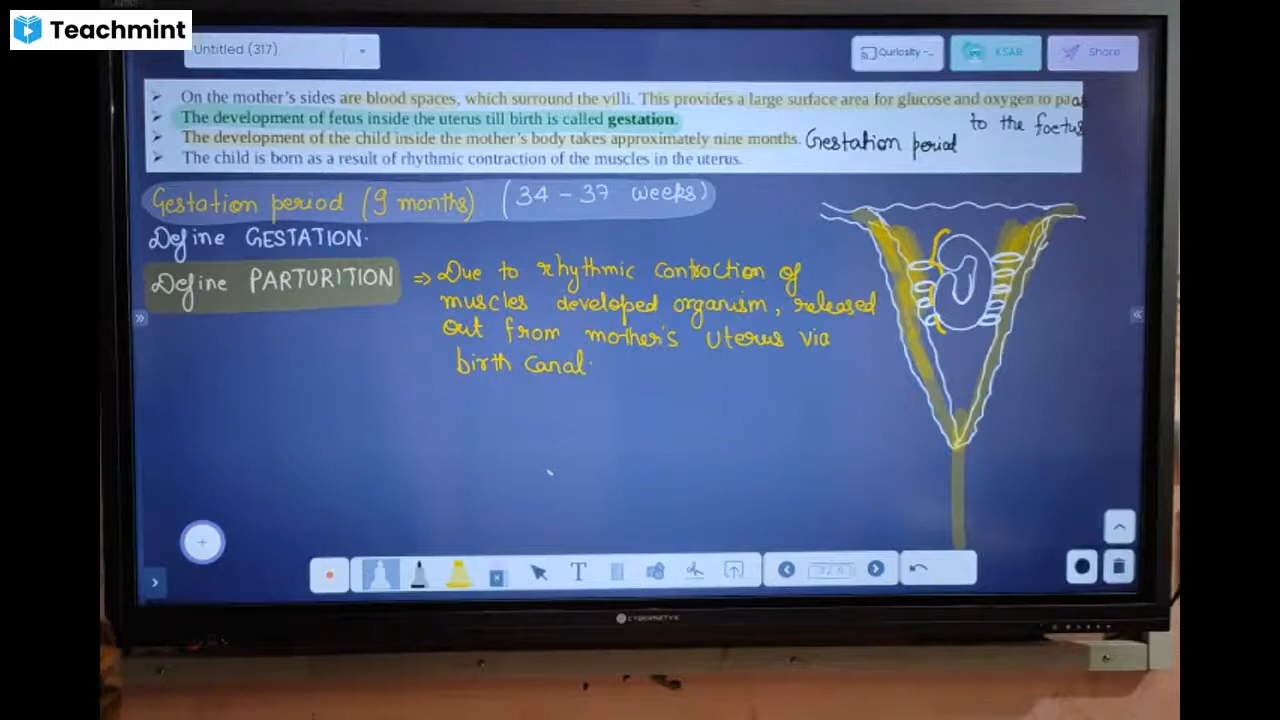 Teachmint
Untitled (317)
Quriosity -..
KSAR
Share
➤ On the mother's sides are blood spaces, which surround the villi. This provides a large surface area for glucose and oxygen to pass
to the foetus
➤ The development of fetus inside the uterus till birth is called gestation.
➤ The development of the child inside the mother's body takes approximately nine months. Gestation period
➤ The child is born as a result of rhythmic contraction of the muscles in the uterus.
Gestation period (9 months) (34 - 37 weeks)
Define GESTATION.
Define PARTURITION ⇒ Due to rhythmic contraction of
muscles developed organism, released
out from mother's uterus via
birth canal.
T